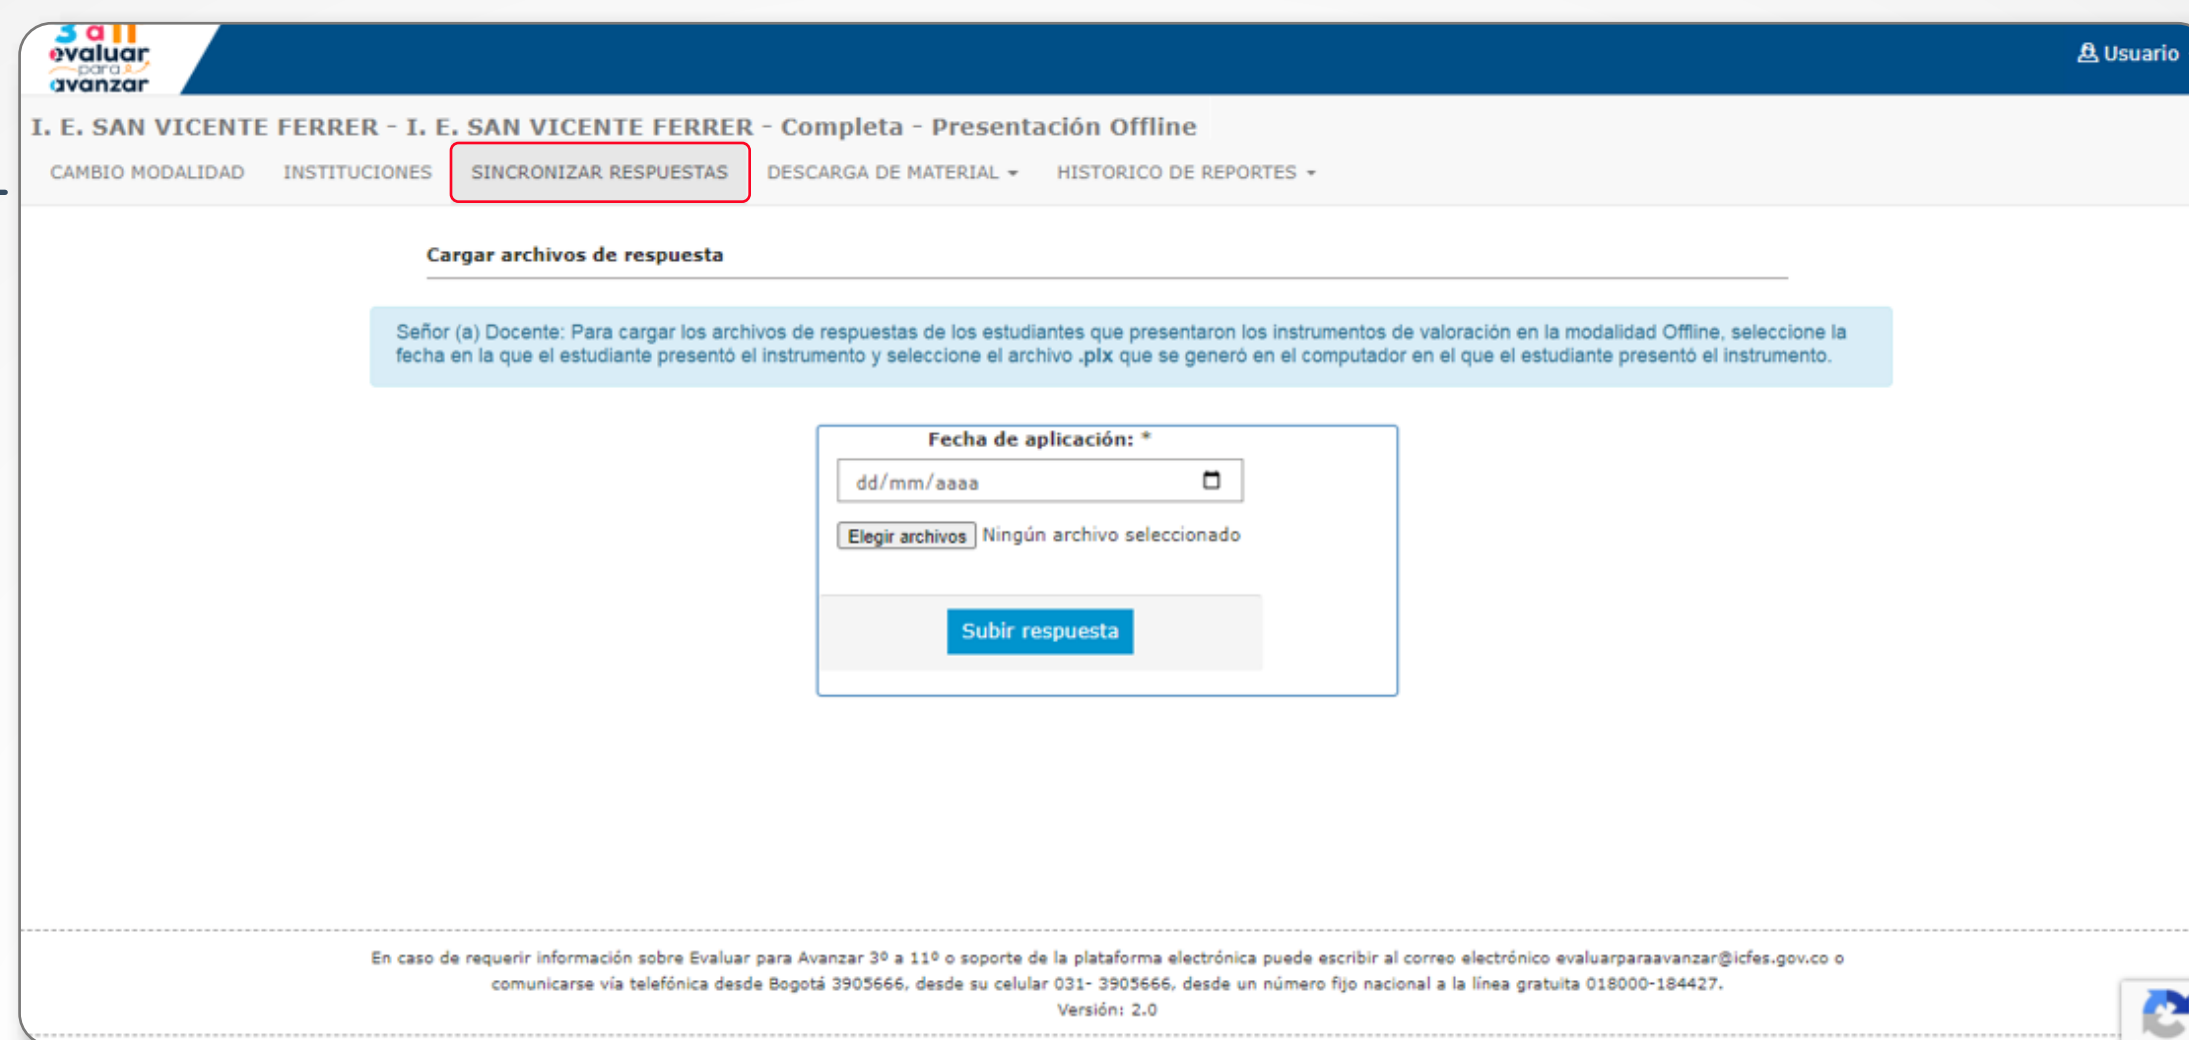 3 a 11
evaluar
para
avanzar
Usuario
I. E. SAN VICENTE FERRER - I. E. SAN VICENTE FERRER - Completa - Presentación Offline
CAMBIO MODALIDAD INSTITUCIONES SINCRONIZAR RESPUESTAS DESCARGA DE MATERIAL HISTORICO DE REPORTES
Cargar archivos de respuesta
Señor (a) Docente: Para cargar los archivos de respuestas de los estudiantes que presentaron los instrumentos de valoración en la modalidad Offline, seleccione la
fecha en la que el estudiante presentó el instrumento y seleccione el archivo .plx que se generó en el computador en el que el estudiante presentó el instrumento.
Fecha de aplicación: *
dd/mm/aaaa
Elegir archivos Ningún archivo seleccionado
Subir respuesta
En caso de requerir información sobre Evaluar para Avanzar 3º a 11º o soporte de la plataforma electrónica puede escribir al correo electrónico evaluarparaavanzar@icfes.gov.co o
comunicarse vía telefónica desde Bogotá 3905666, desde su celular 031- 3905666, desde un número fijo nacional a la línea gratuita 018000-184427.
Versión: 2.0